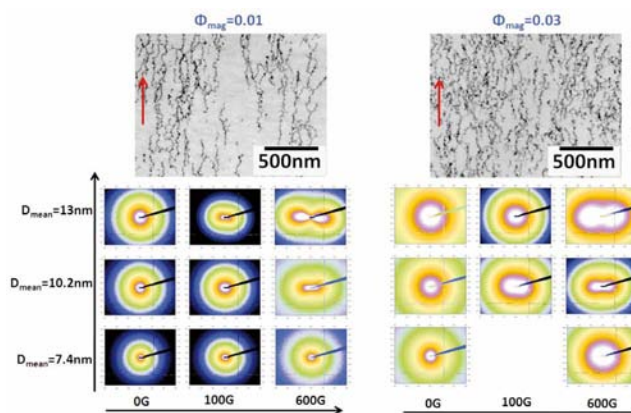 Φmag=0.01
Φmag=0.03
500nm
500nm
Dmean=13nm
Dmean=10.2nm
Dmean=7.4nm
0G 100G 600G
0G 100G 600G